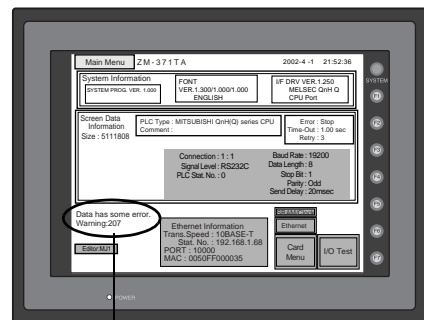 Main Menu ZM-371TA 2002-4 -1 21:52:36
System Information
SYSTEM PROG. VER. 1.000
FONT
VER.1.300/1.000/1.000
ENGLISH
I/F DRV VER.1.250
MELSEC QnH Q
CPU Port
SYSTEM
Screen Data
Information
Size : 5111808
PLC Type : MITSUBISHI QnH(Q) series CPU
Comment :
Error : Stop
Time-Out : 1.00 sec
Retry : 3
Connection : 1 : 1
Signal Level : RS232C
PLC Stat. No. : 0
Baud Rate : 19200
Data Length : 8
Stop Bit : 1
Parity : Odd
Send Delay : 20msec
Data has some error.
Warning:207
Editor:MJ1
Ethernet Information
Trans.Speed : 10BASE-T
Stat. No. : 192.168.1.68
PORT : 10000
MAC : 0050FF000035
Ethernet
Card
Menu
I/O Test
F1
F2
F3
F4
F5
F6
F7
POWER